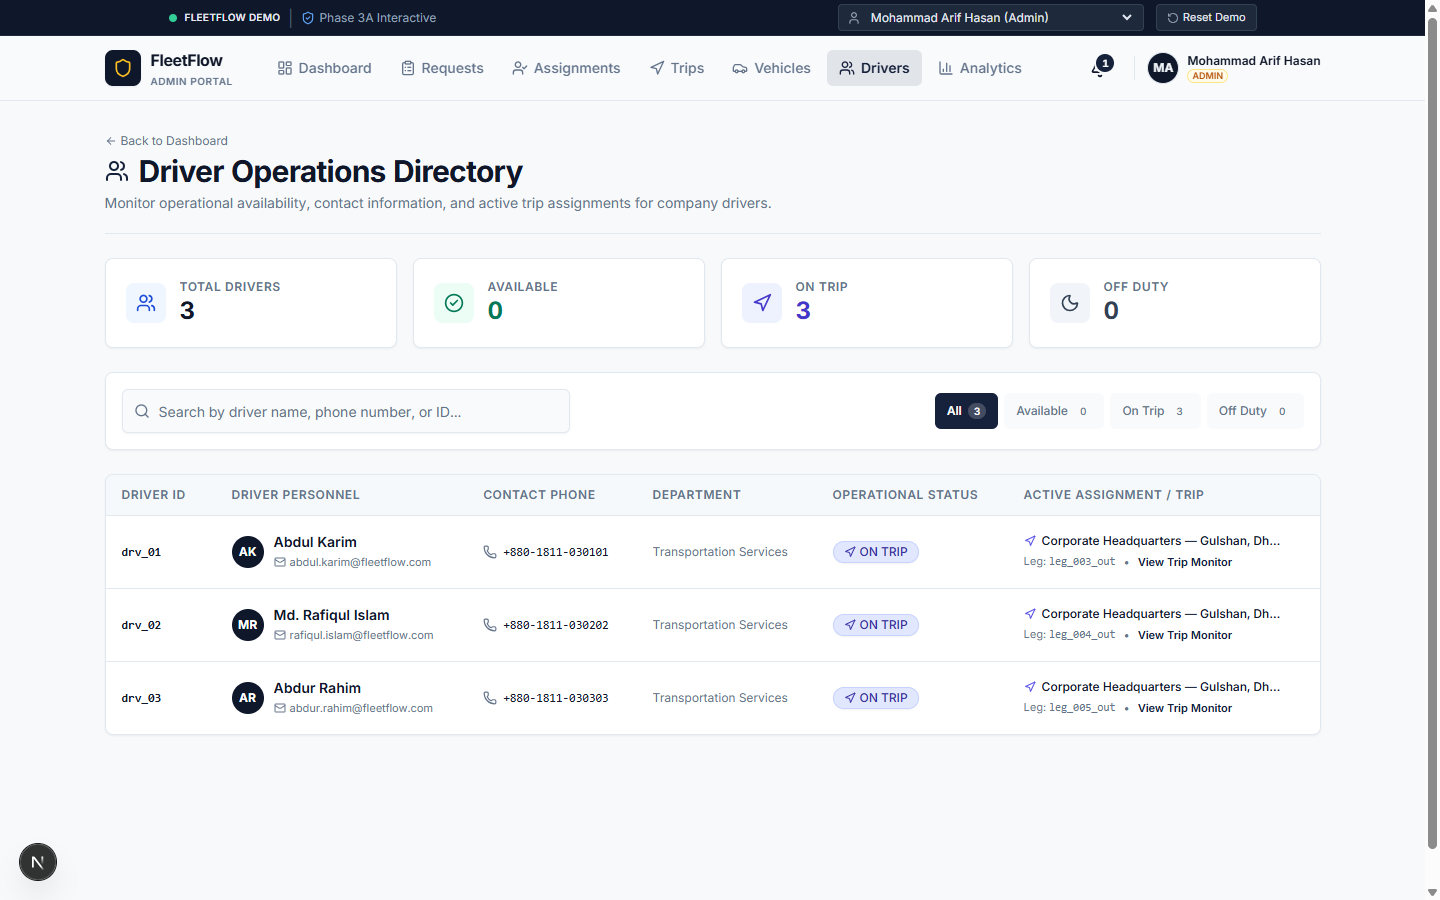 FLEETFLOW DEMO Phase 3A Interactive Mohammad Arif Hasan (Admin) Reset Demo
FleetFlow
ADMIN PORTAL
Dashboard Requests Assignments Trips Vehicles Drivers Analytics
1
MA Mohammad Arif Hasan
ADMIN
← Back to Dashboard
Driver Operations Directory
Monitor operational availability, contact information, and active trip assignments for company drivers.
TOTAL DRIVERS
3
AVAILABLE
0
ON TRIP
3
OFF DUTY
0
Search by driver name, phone number, or ID...
All 3 Available 0 On Trip 3 Off Duty 0
DRIVER ID DRIVER PERSONNEL CONTACT PHONE DEPARTMENT OPERATIONAL STATUS ACTIVE ASSIGNMENT / TRIP
drv_01 AK Abdul Karim +880-1811-030101 Transportation Services ON TRIP Corporate Headquarters — Gulshan, Dh...
abdul.karim@fleetflow.com Leg: leg_003_out • View Trip Monitor
drv_02 MR Md. Rafiqul Islam +880-1811-030202 Transportation Services ON TRIP Corporate Headquarters — Gulshan, Dh...
rafiqul.islam@fleetflow.com Leg: leg_004_out • View Trip Monitor
drv_03 AR Abdur Rahim +880-1811-030303 Transportation Services ON TRIP Corporate Headquarters — Gulshan, Dh...
abdur.rahim@fleetflow.com Leg: leg_005_out • View Trip Monitor
N